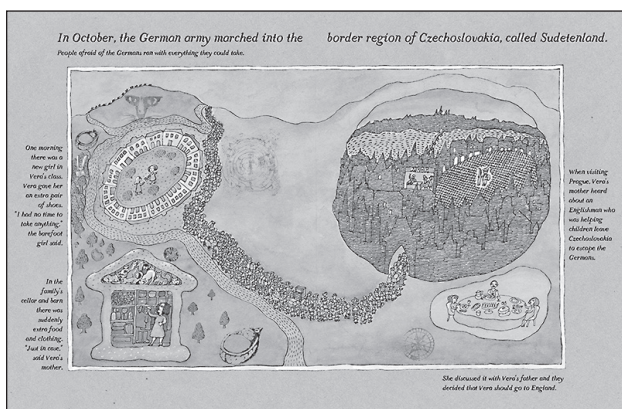 In October, the German army marched into the border region of Czechoslovakia, called Sudetenland.
People afraid of the Germans ran with everything they could take.
One morning
there was a
new girl in
Vera's class.
Vera gave her
an extra pair
of shoes.
"I had no time to
take anything,"
the barefoot
girl said.
In the
family's
cellar and barn
there was
suddenly
extra food
and clothing.
"Just in case,"
said Vera's
mother.
When visiting
Prague, Vera's
mother heard
about an
Englishman who
was helping
children leave
Czechoslovakia
to escape the
Germans.
She discussed it with Vera's father and they
decided that Vera should go to England.